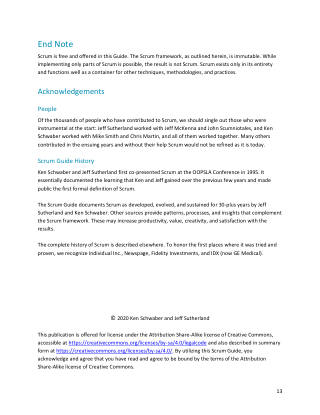 End Note
Scrum is free and offered in this Guide. The Scrum framework, as outlined herein, is immutable. While
implementing only parts of Scrum is possible, the result is not Scrum. Scrum exists only in its entirety
and functions well as a container for other techniques, methodologies, and practices.
Acknowledgements
People
Of the thousands of people who have contributed to Scrum, we should single out those who were
instrumental at the start: Jeff Sutherland worked with Jeff McKenna and John Scumniotales, and Ken
Schwaber worked with Mike Smith and Chris Martin, and all of them worked together. Many others
contributed in the ensuing years and without their help Scrum would not be refined as it is today.
Scrum Guide History
Ken Schwaber and Jeff Sutherland first co-presented Scrum at the OOPSLA Conference in 1995. It
essentially documented the learning that Ken and Jeff gained over the previous few years and made
public the first formal definition of Scrum.
The Scrum Guide documents Scrum as developed, evolved, and sustained for 30-plus years by Jeff
Sutherland and Ken Schwaber. Other sources provide patterns, processes, and insights that complement
the Scrum framework. These may increase productivity, value, creativity, and satisfaction with the
results.
The complete history of Scrum is described elsewhere. To honor the first places where it was tried and
proven, we recognize Individual Inc., Newspage, Fidelity Investments, and IDX (now GE Medical).
© 2020 Ken Schwaber and Jeff Sutherland
This publication is offered for license under the Attribution Share-Alike license of Creative Commons,
accessible at https://creativecommons.org/licenses/by-sa/4.0/legalcode and also described in summary
form at https://creativecommons.org/licenses/by-sa/4.0/. By utilizing this Scrum Guide, you
acknowledge and agree that you have read and agree to be bound by the terms of the Attribution
Share-Alike license of Creative Commons.
13